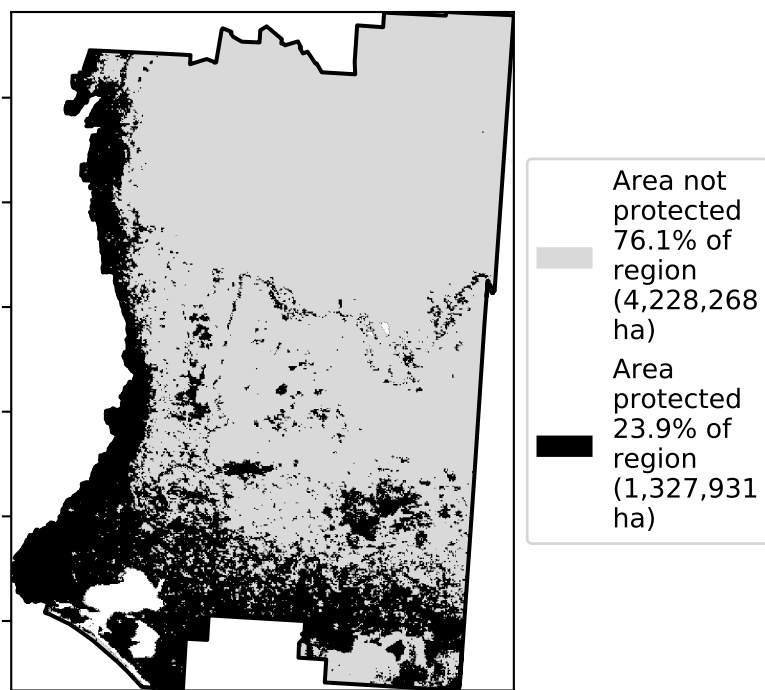 Area not
protected
76.1% of
region
(4,228,268
ha)
Area
protected
23.9% of
region
(1,327,931
ha)